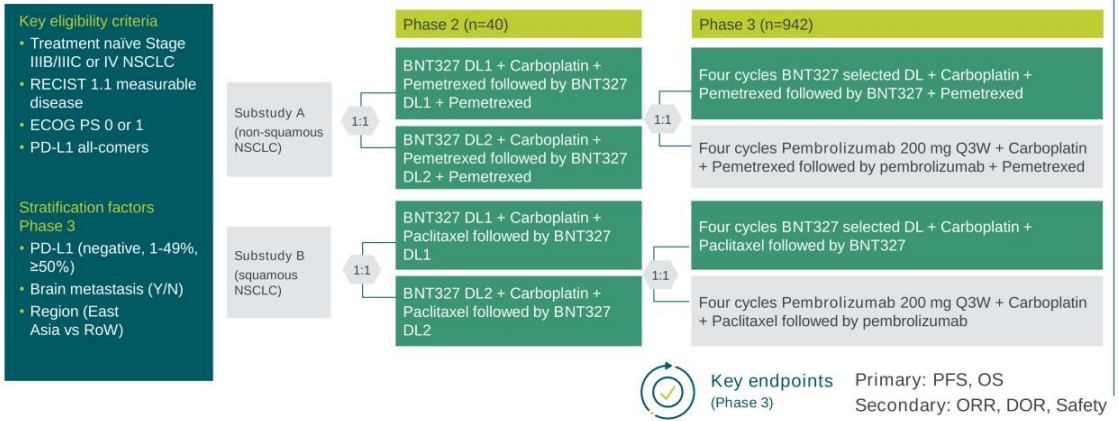 Key eligibility criteria
• Treatment naïve Stage
IIIB/IIIC or IV NSCLC
• RECIST 1.1 measurable
disease
• ECOG PS 0 or 1
• PD-L1 all-comers
Stratification factors
Phase 3
• PD-L1 (negative, 1-49%,
≥50%)
• Brain metastasis (Y/N)
• Region (East
Asia vs RoW)
Substudy A
(non-squamous
NSCLC)
1:1
Phase 2 (n=40)
BNT327 DL1 + Carboplatin +
Pemetrexed followed by BNT327
DL1 + Pemetrexed
BNT327 DL2 + Carboplatin +
Pemetrexed followed by BNT327
DL2 + Pemetrexed
1:1
Phase 3 (n=942)
Four cycles BNT327 selected DL + Carboplatin +
Pemetrexed followed by BNT327 + Pemetrexed
Four cycles Pembrolizumab 200 mg Q3W + Carboplatin
+ Pemetrexed followed by pembrolizumab + Pemetrexed
Substudy B
(squamous
NSCLC)
1:1
BNT327 DL1 + Carboplatin +
Paclitaxel followed by BNT327
DL1
BNT327 DL2 + Carboplatin +
Paclitaxel followed by BNT327
DL2
1:1
Four cycles BNT327 selected DL + Carboplatin +
Paclitaxel followed by BNT327
Four cycles Pembrolizumab 200 mg Q3W + Carboplatin
+ Paclitaxel followed by pembrolizumab
Key endpoints
(Phase 3)
Primary: PFS, OS
Secondary: ORR, DOR, Safety